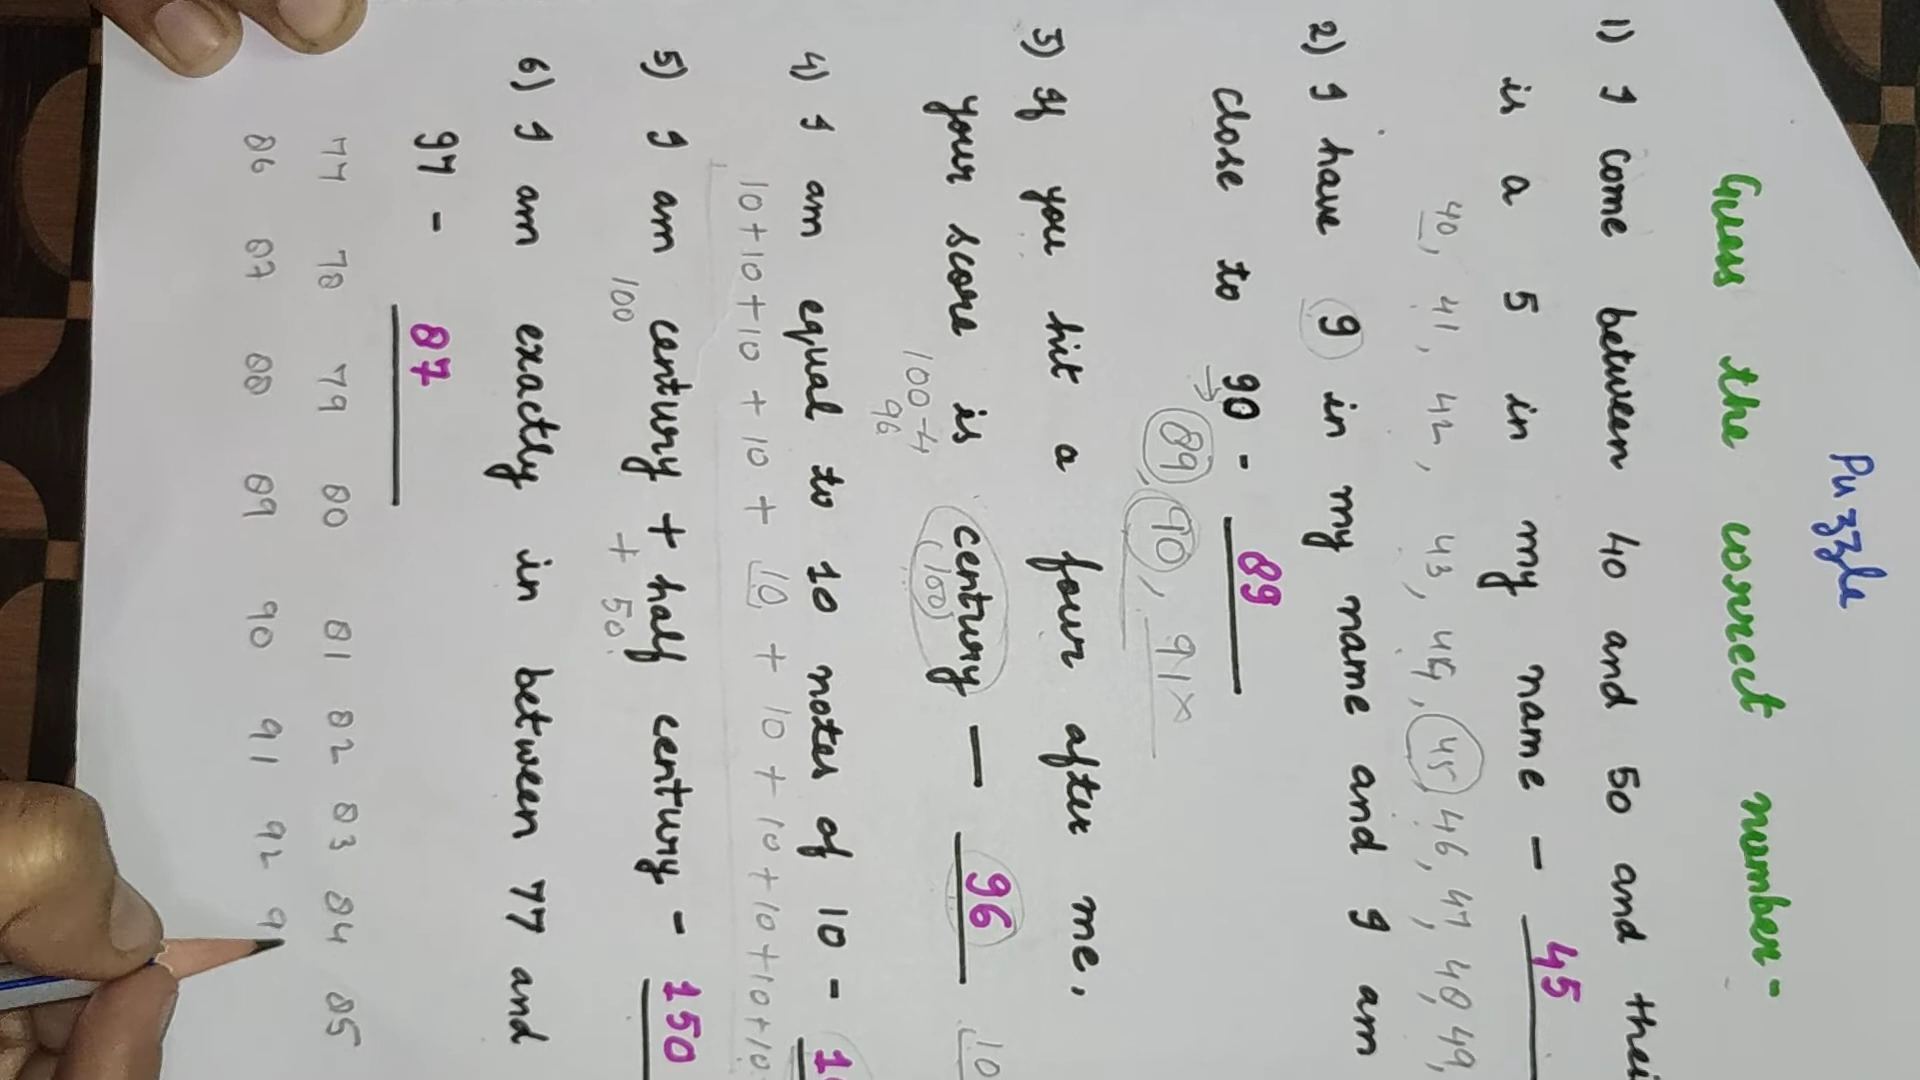 Puzzle
Guess the correct number -
1) I come between 40 and 50 and
is a 5 in my name - 45
40, 41, 42, 43, 44, 45, 46, 47, 48 49,
2) I have 9 in my name and I am
close to 90 - 89
89, 90, 91 x
3) If you hit a four after me,
your score is century - 96
(100)
100-4
96
10
4) I am equal to 10 notes of 10 -
10+10+10+10+10+10+10+10+10+10
5) I am century + half century - 150
100 + 50
6) I am exactly in between 77 and
97 - 87
77 78 79 80 81 82 83 84 85
86 87 88 89 90 91 92 9